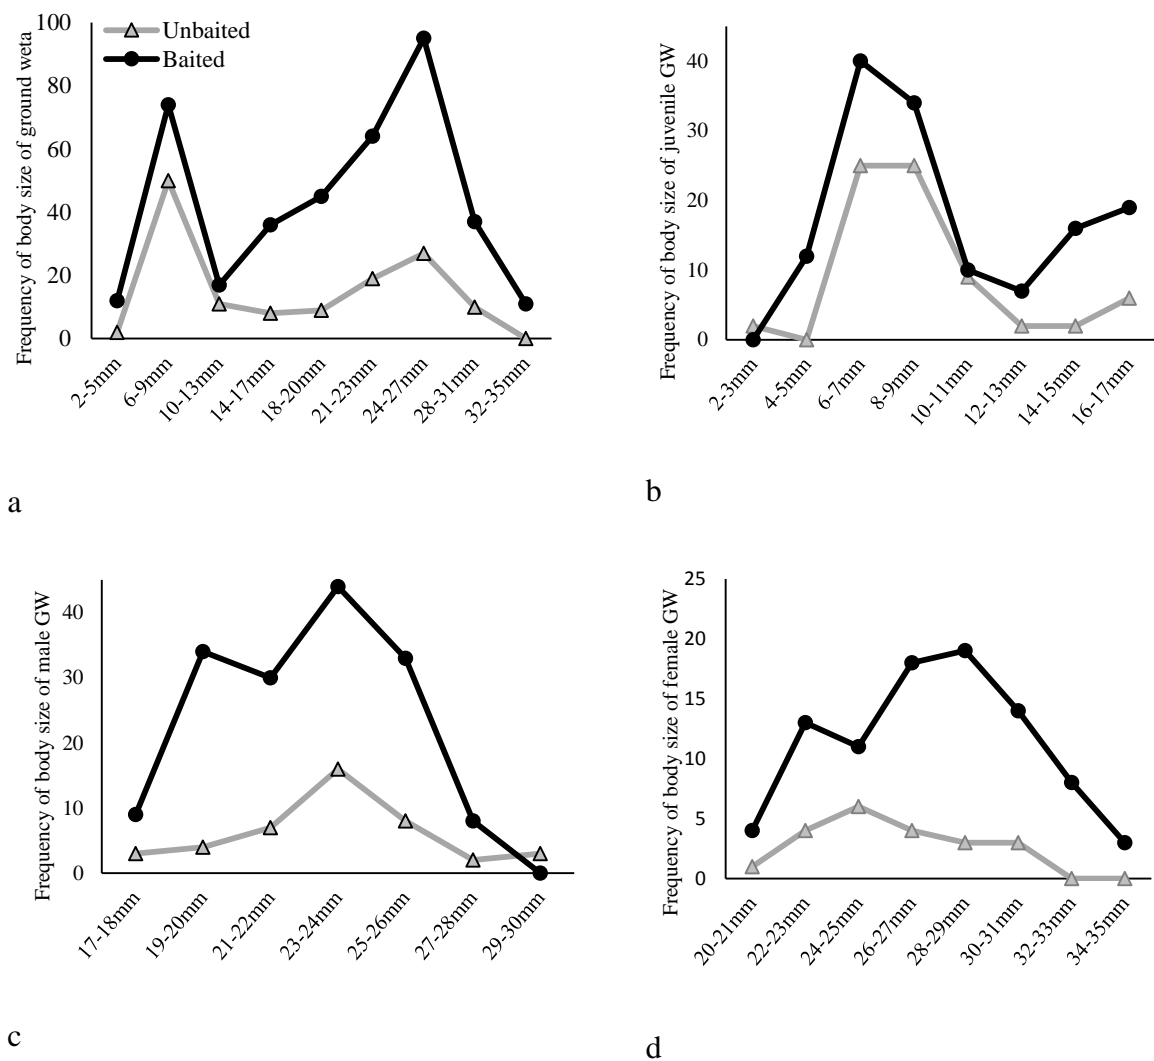 Frequency of body size of ground weta
100
80
60
40
20
0
Unbaited
Baited
2-5mm
6-9mm
10-13mm
14-17mm
18-20mm
21-23mm
24-27mm
28-31mm
32-35mm
a
Frequency of body size of juvenile GW
40
30
20
10
0
2-3mm
4-5mm
6-7mm
8-9mm
10-11mm
12-13mm
14-15mm
16-17mm
b
Frequency of body size of male GW
40
30
20
10
0
17-18mm
19-20mm
21-22mm
23-24mm
25-26mm
27-28mm
29-30mm
c
Frequency of body size of female GW
25
20
15
10
5
0
20-21mm
22-23mm
24-25mm
26-27mm
28-29mm
30-31mm
32-33mm
34-35mm
d